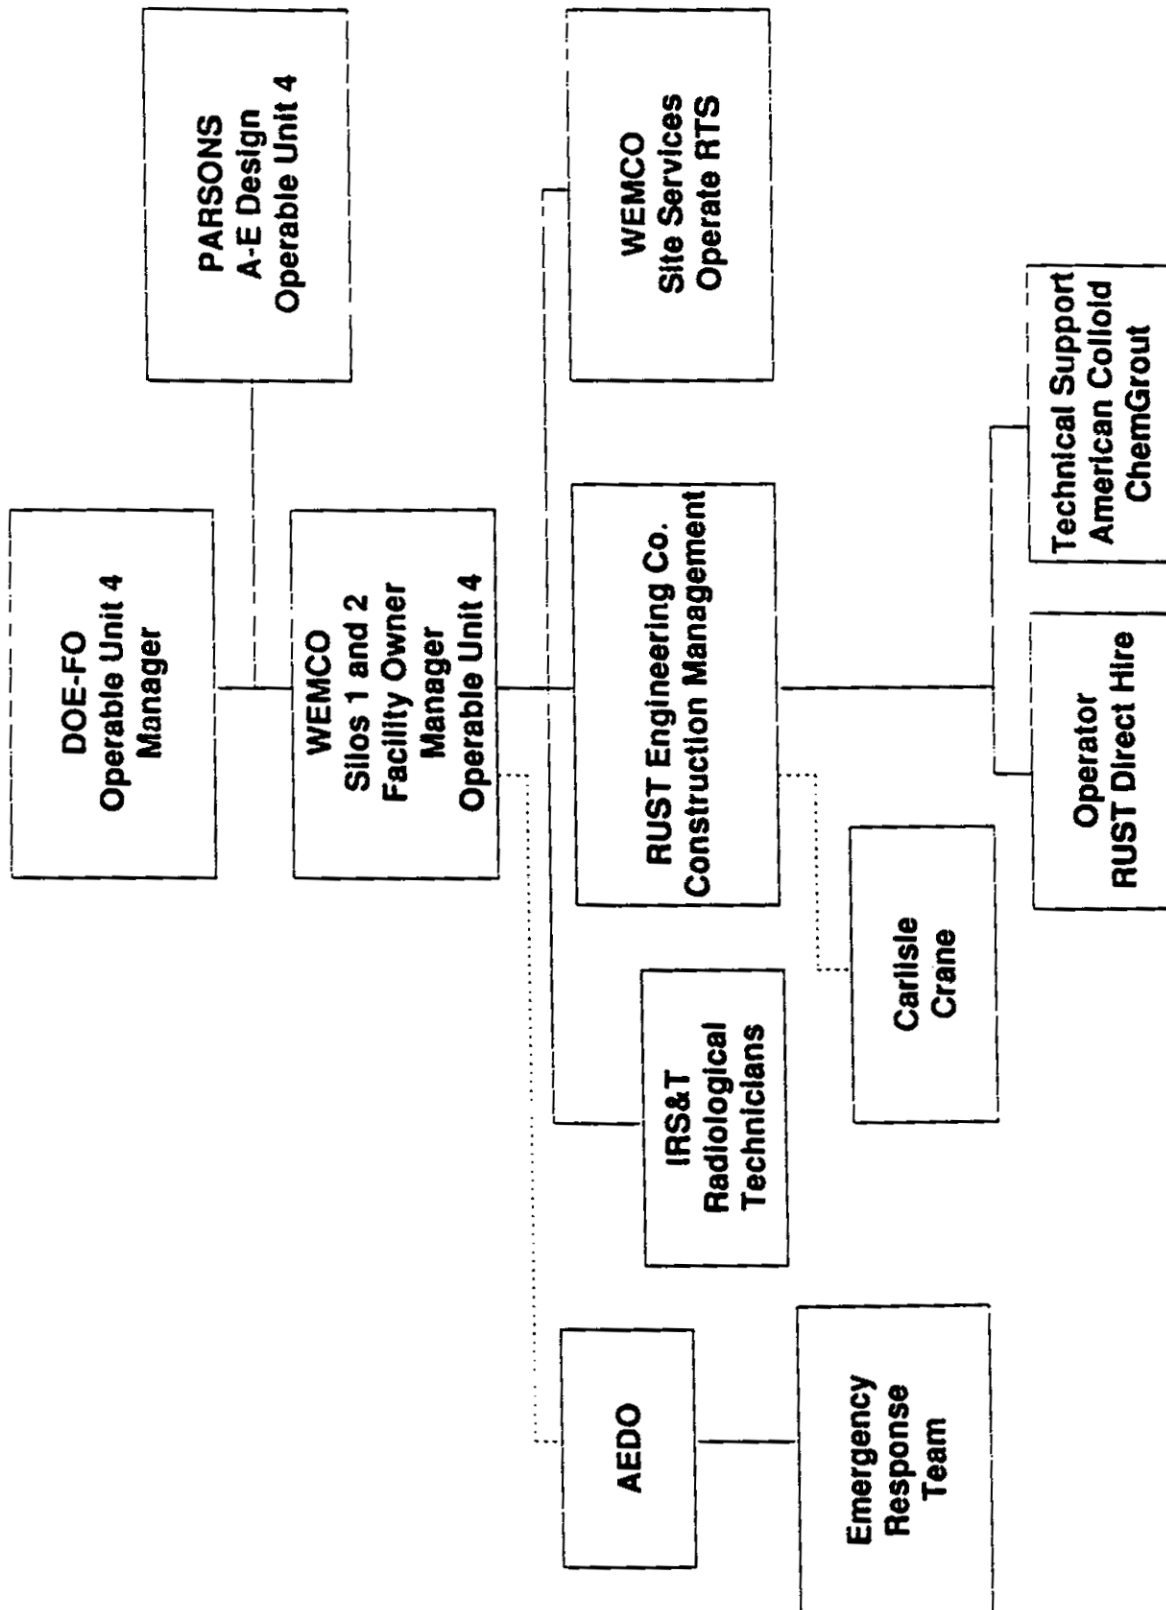 DOE-FO
Operable Unit 4
Manager
PARSONS
A-E Design
Operable Unit 4
WEMCO
Silos 1 and 2
Facility Owner
Manager
Operable Unit 4
AEDO
IRS&T
Radiological
Technicians
RUST Engineering Co.
Construction Management
WEMCO
Site Services
Operate RTS
Emergency
Response
Team
Carlisle
Crane
Operator
RUST Direct Hire
Technical Support
American Colloid
ChemGrout